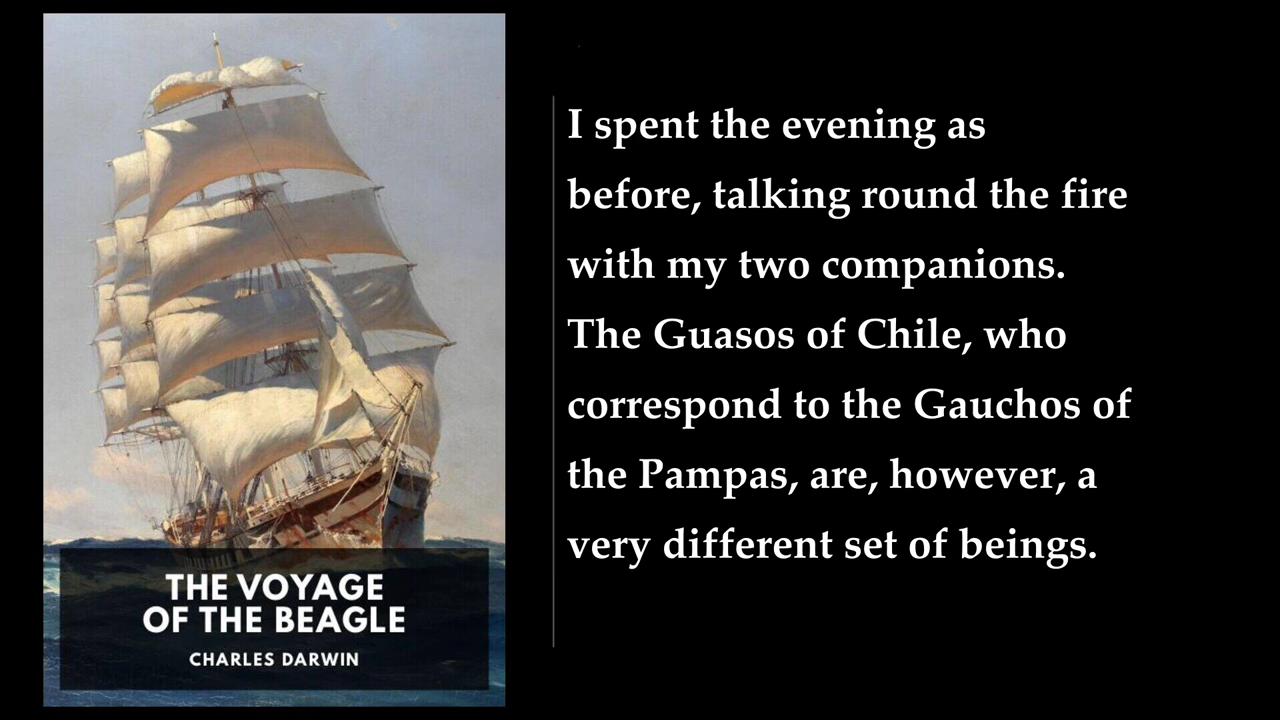 THE VOYAGE
OF THE BEAGLE
CHARLES DARWIN
I spent the evening as
before, talking round the fire
with my two companions.
The Guasos of Chile, who
correspond to the Gauchos of
the Pampas, are, however, a
very different set of beings.